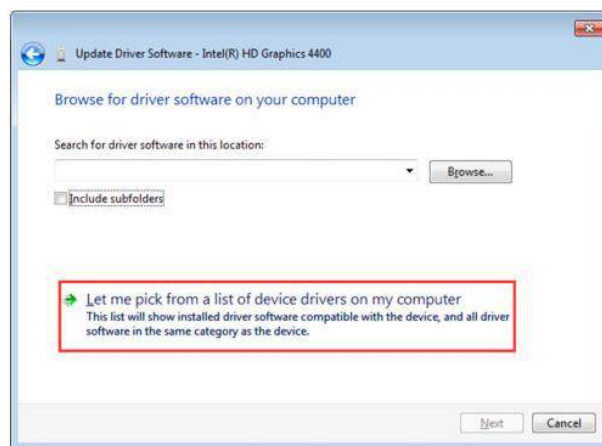 Update Driver Software - Intel(R) HD Graphics 4400
Browse for driver software on your computer
Search for driver software in this location:
Browse...
Include subfolders
Let me pick from a list of device drivers on my computer
This list will show installed driver software compatible with the device, and all driver
software in the same category as the device.
Next Cancel